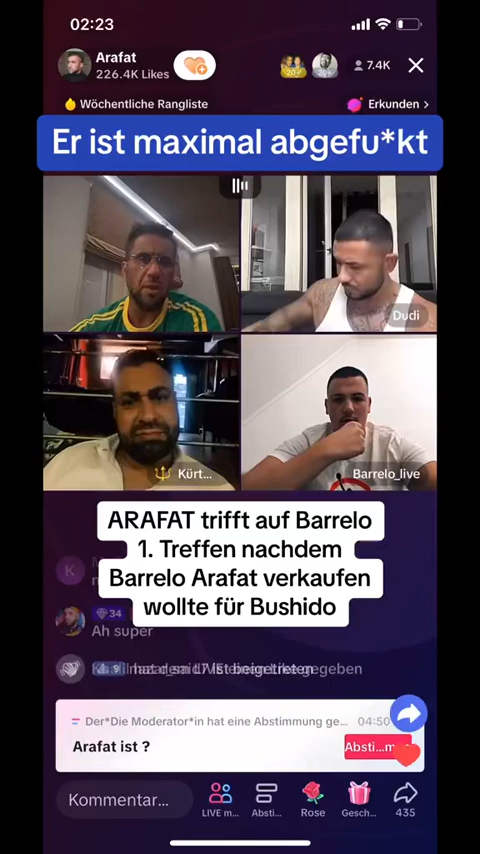 02:23
Arafat
226.4K Likes
20+
20+
7.4K
Wöchentliche Rangliste
Erkunden >
Er ist maximal abgefu*kt
Dudi
Kürt...
Barrelo_live
ARAFAT trifft auf Barrelo
1. Treffen nachdem
Barrelo Arafat verkaufen
wollte für Bushido
K
34
Ah super
Der*Die Moderator*in hat eine Abstimmung ge...
04:50
Arafat ist ?
Absti...m
Kommentar...
LIVE m...
Absti...
Rose
Gesch...
435